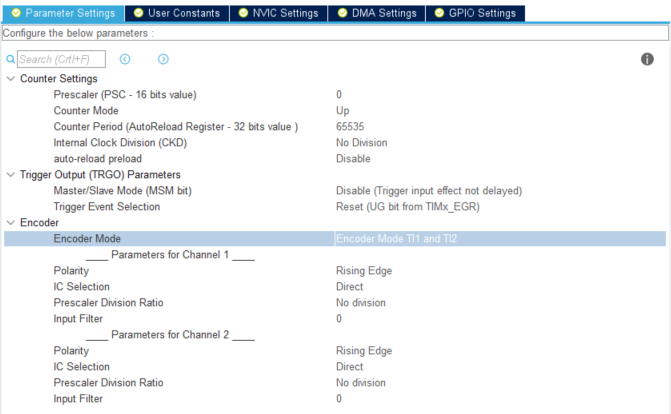 Parameter Settings User Constants NVIC Settings DMA Settings GPIO Settings
Configure the below parameters :
Search (Crtl+F)
Counter Settings
Prescaler (PSC - 16 bits value) 0
Counter Mode Up
Counter Period (AutoReload Register - 32 bits value ) 65535
Internal Clock Division (CKD) No Division
auto-reload preload Disable
Trigger Output (TRGO) Parameters
Master/Slave Mode (MSM bit) Disable (Trigger input effect not delayed)
Trigger Event Selection Reset (UG bit from TIMx_EGR)
Encoder
Encoder Mode Encoder Mode TI1 and TI2
____ Parameters for Channel 1 ____
Polarity Rising Edge
IC Selection Direct
Prescaler Division Ratio No division
Input Filter 0
____ Parameters for Channel 2 ____
Polarity Rising Edge
IC Selection Direct
Prescaler Division Ratio No division
Input Filter 0